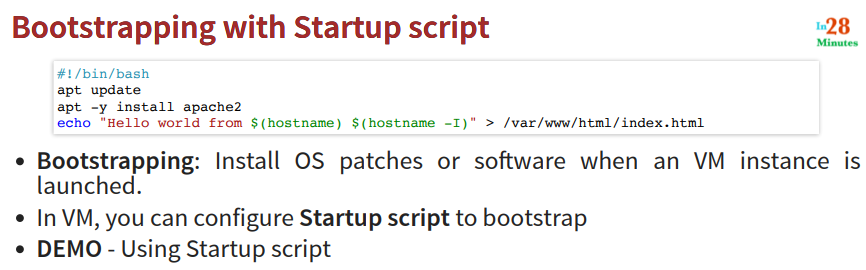 Bootstrapping with Startup script
In28
Minutes
#!/bin/bash
apt update
apt -y install apache2
echo "Hello world from $(hostname) $(hostname -I)" > /var/www/html/index.html
• Bootstrapping: Install OS patches or software when an VM instance is
launched.
• In VM, you can configure Startup script to bootstrap
• DEMO - Using Startup script